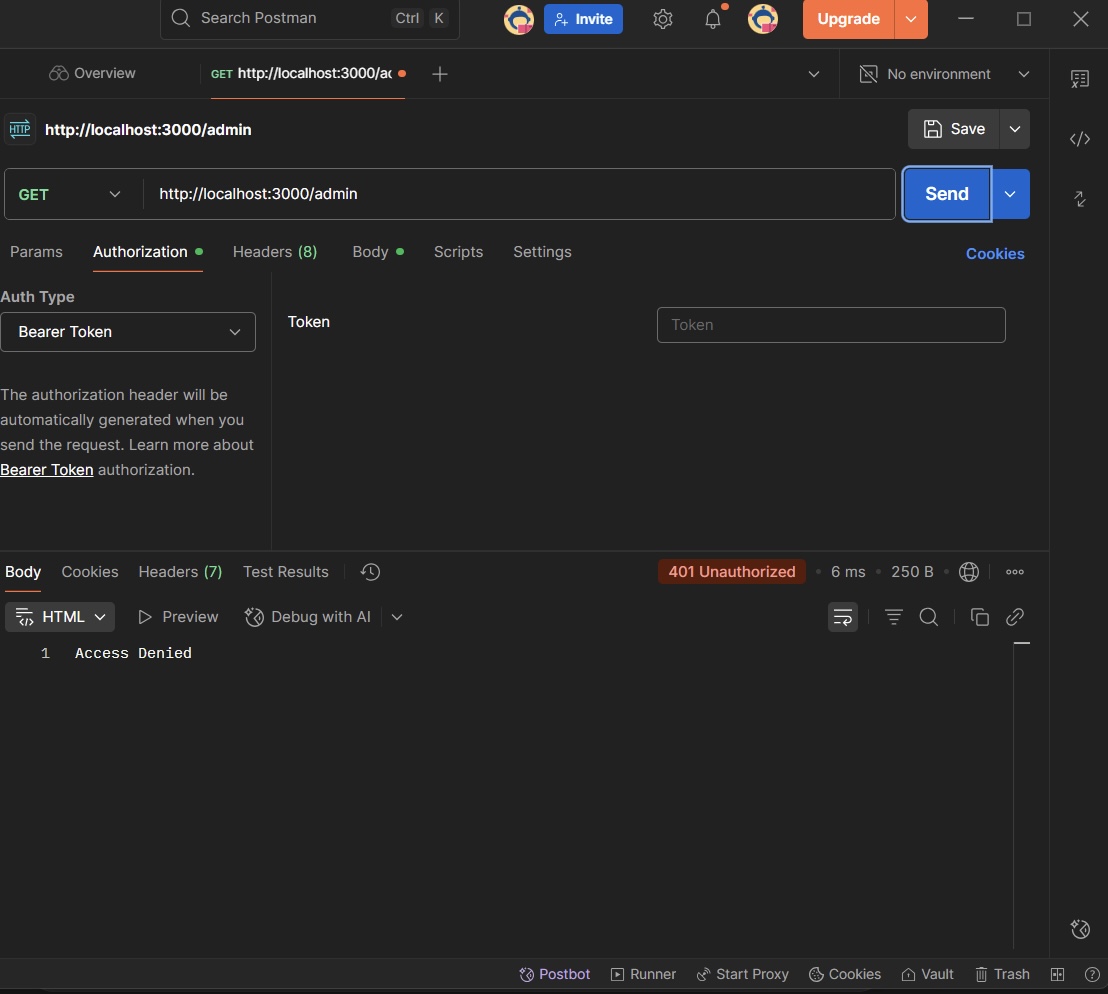 Search Postman Ctrl K Invite Upgrade
Overview GET http://localhost:3000/ac No environment
HTTP http://localhost:3000/admin Save
GET http://localhost:3000/admin Send
Params Authorization Headers (8) Body Scripts Settings Cookies
Auth Type
Bearer Token
Token Token
The authorization header will be
automatically generated when you
send the request. Learn more about
Bearer Token authorization.
Body Cookies Headers (7) Test Results 401 Unauthorized 6 ms 250 B
HTML Preview Debug with AI
1 Access Denied
Postbot Runner Start Proxy Cookies Vault Trash